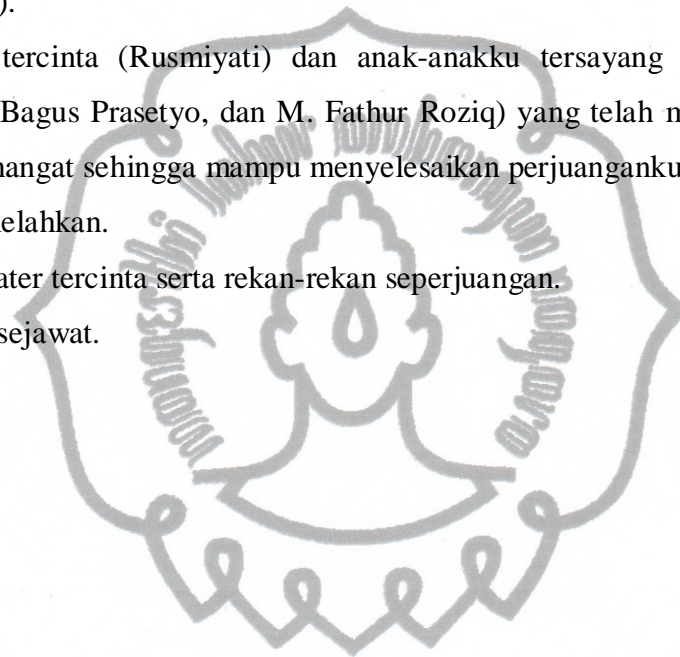 ).
tercinta (Rusmiyati) dan anak-anakku tersayang
Bagus Prasetyo, dan M. Fathur Roziq) yang telah m
mangat sehingga mampu menyelesaikan perjuanganku
elahkan.
ater tercinta serta rekan-rekan seperjuangan.
sejawat.